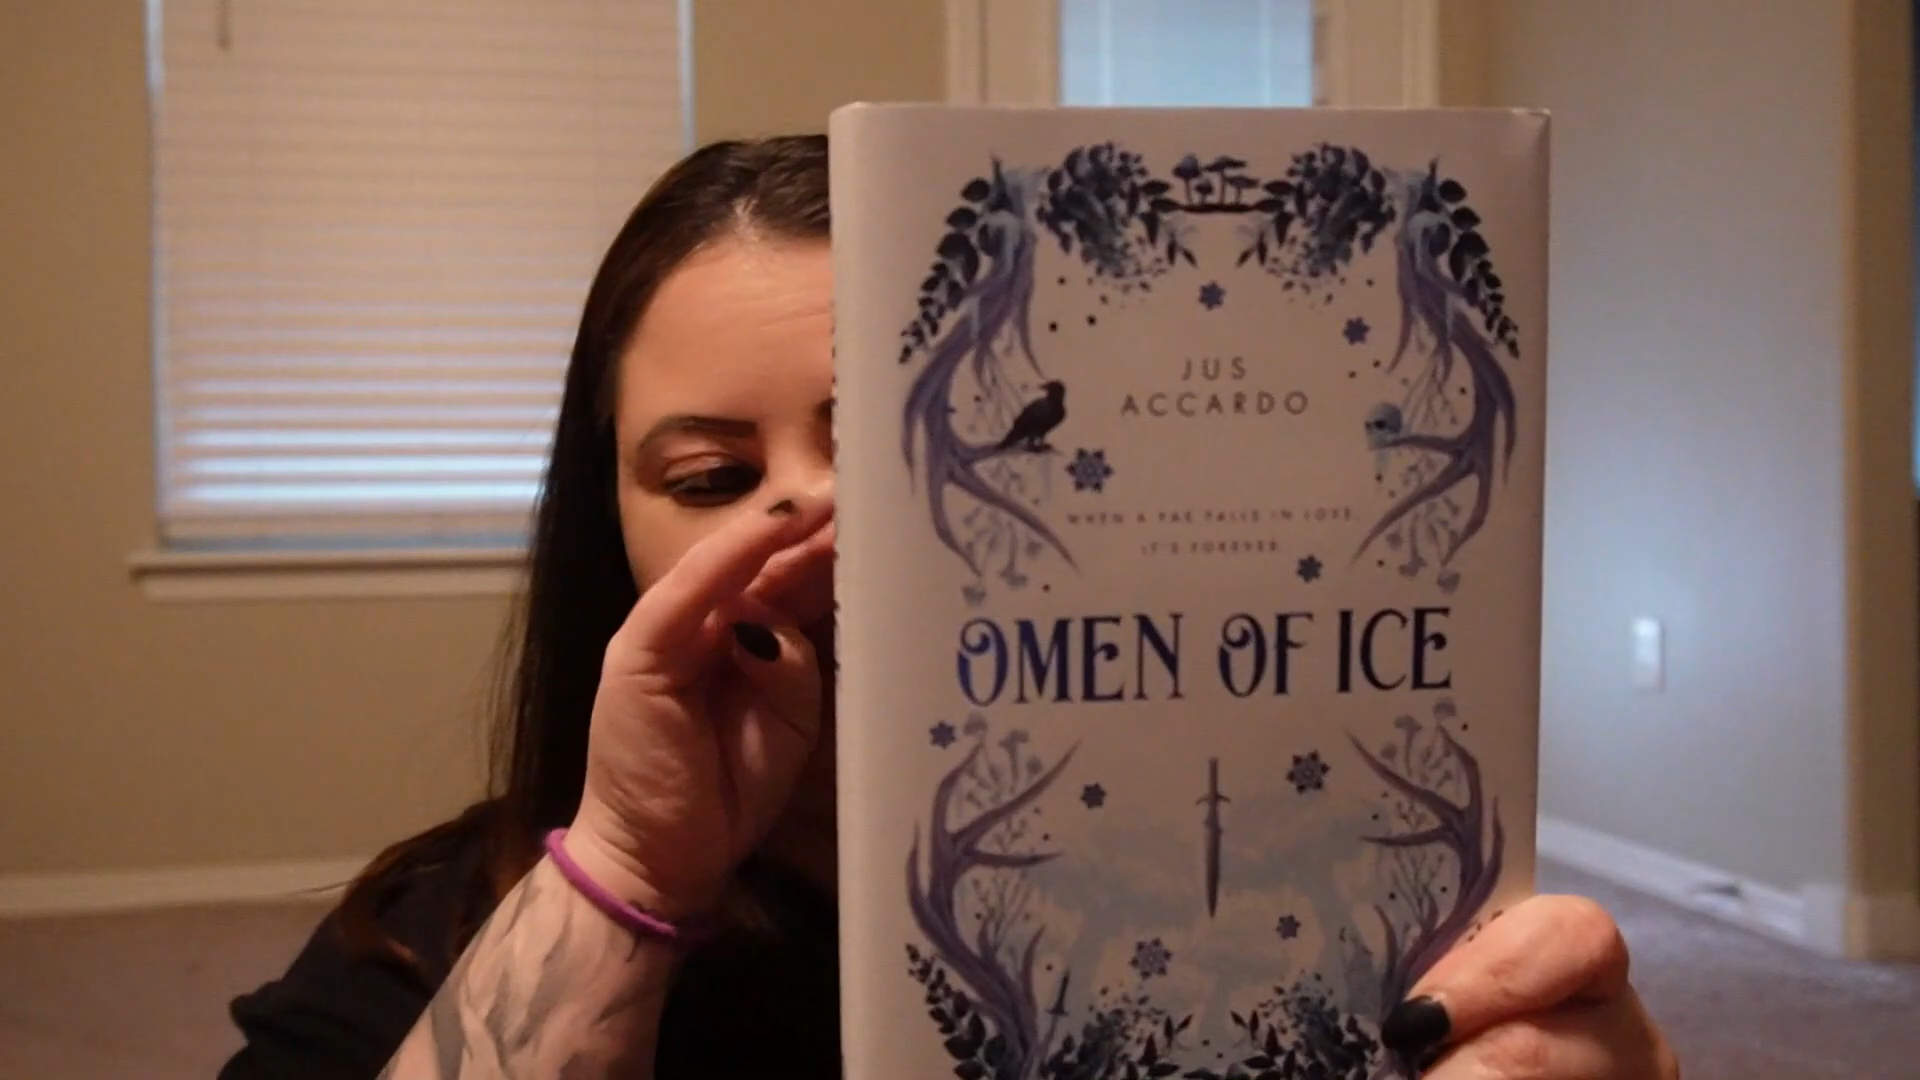 JUS
ACCARDO
WHEN A FAE FALLS IN LOVE,
IT'S FOREVER.
OMEN OF ICE